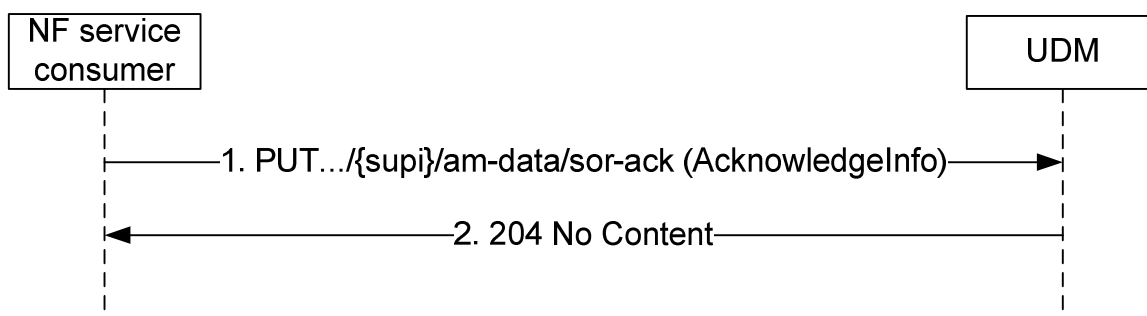 NF service
consumer
UDM
1. PUT.../{supi}/am-data/sor-ack (AcknowledgeInfo)
2. 204 No Content